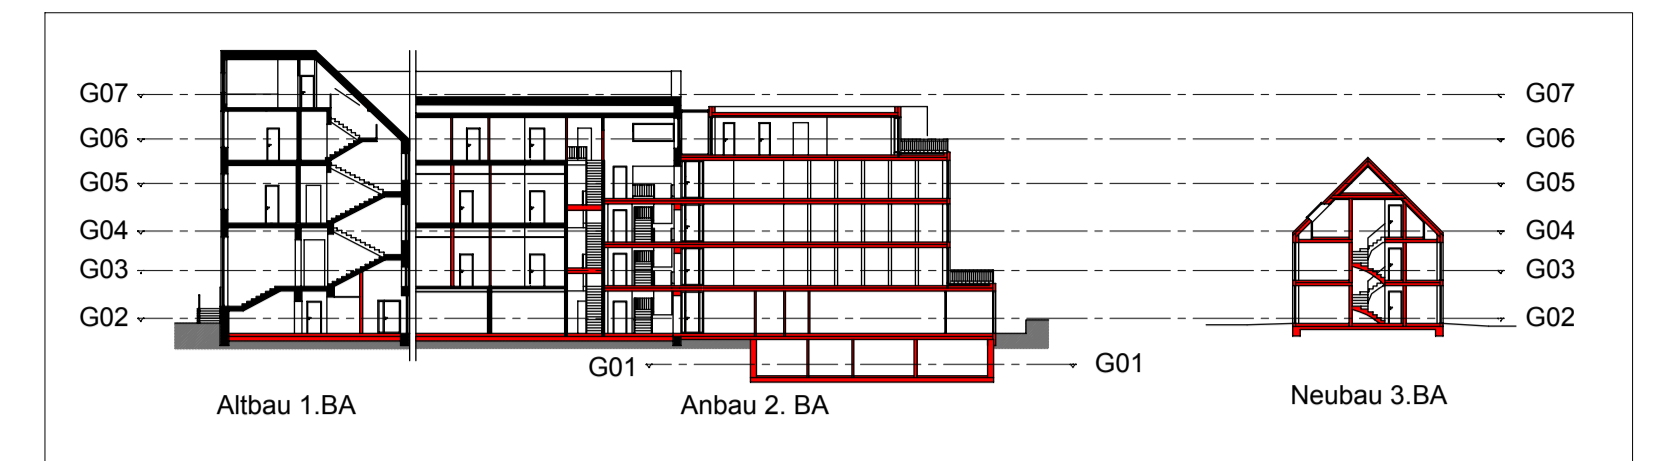 G07 G07
G06 G06
G05 G05
G04 G04
G03 G03
G02 G02
G01 G01
Altbau 1.BA Anbau 2. BA Neubau 3.BA